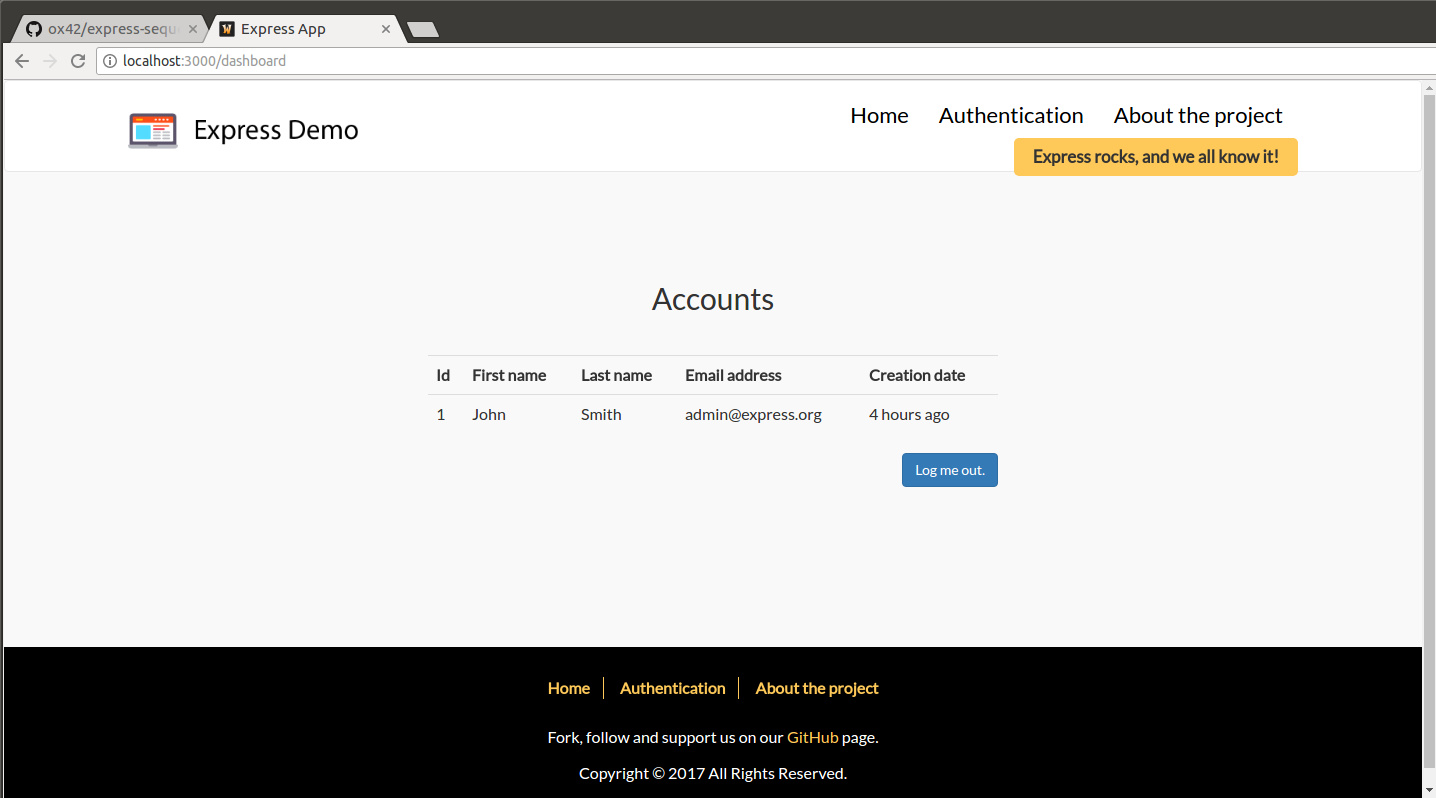 ox42/express-sequ
Express App
localhost:3000/dashboard
Express Demo
Home Authentication About the project
Express rocks, and we all know it!
Accounts
Id First name Last name Email address Creation date
1 John Smith admin@express.org 4 hours ago
Log me out.
Home Authentication About the project
Fork, follow and support us on our GitHub page.
Copyright © 2017 All Rights Reserved.